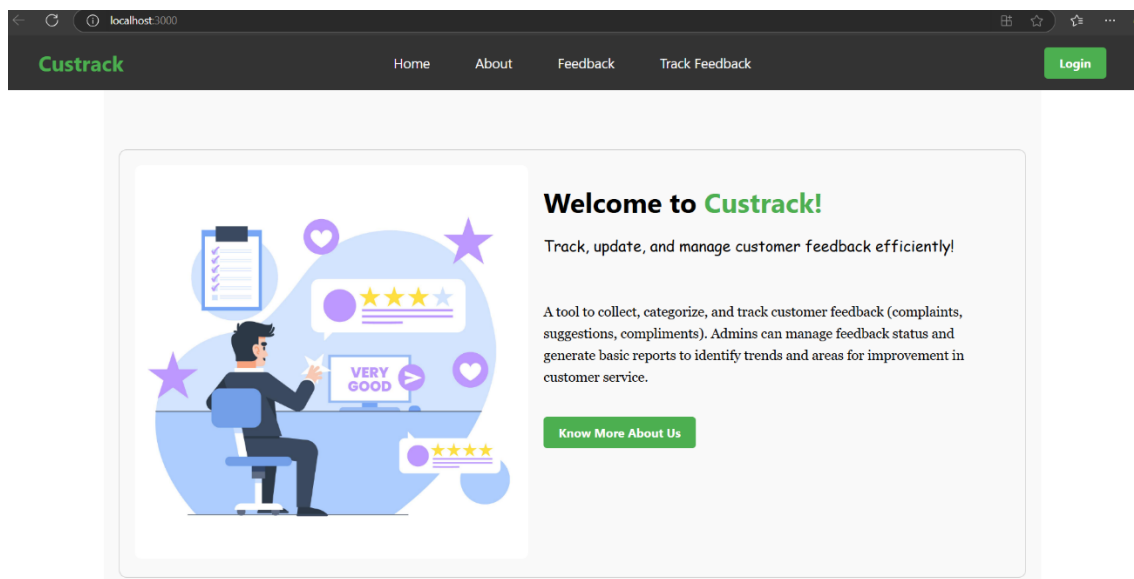 localhost:3000
Custrack
Home About Feedback Track Feedback
Login
Welcome to Custrack!
Track, update, and manage customer feedback efficiently!
A tool to collect, categorize, and track customer feedback (complaints,
suggestions, compliments). Admins can manage feedback status and
generate basic reports to identify trends and areas for improvement in
customer service.
Know More About Us
VERY
GOOD